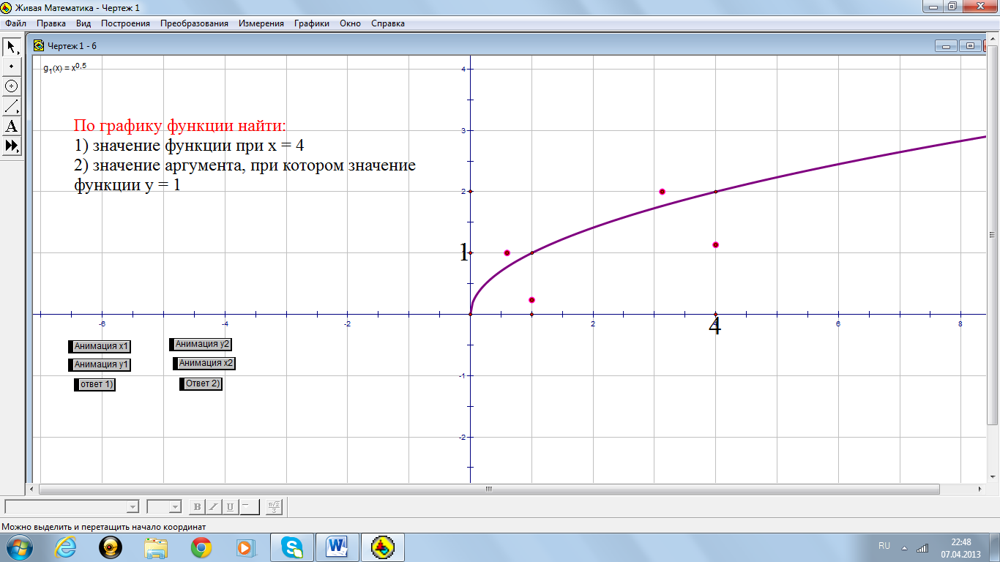 Живая Математика - Чертеж 1
Файл Правка Вид Построения Преобразования Измерения Графики Окно Справка
Чертеж 1 - 6
g1(x) = x^0,5
По графику функции найти:
1) значение функции при x = 4
2) значение аргумента, при котором значение
функции y = 1
4
3
2
1
-6 -4 -2 2 4 6 8
-1
-2
Анимация x1
Анимация y2
Анимация y1
Анимация x2
ответ 1)
Ответ 2)
A
B I U
Можно выделить и перетащить начало координат
RU
22:48
07.04.2013